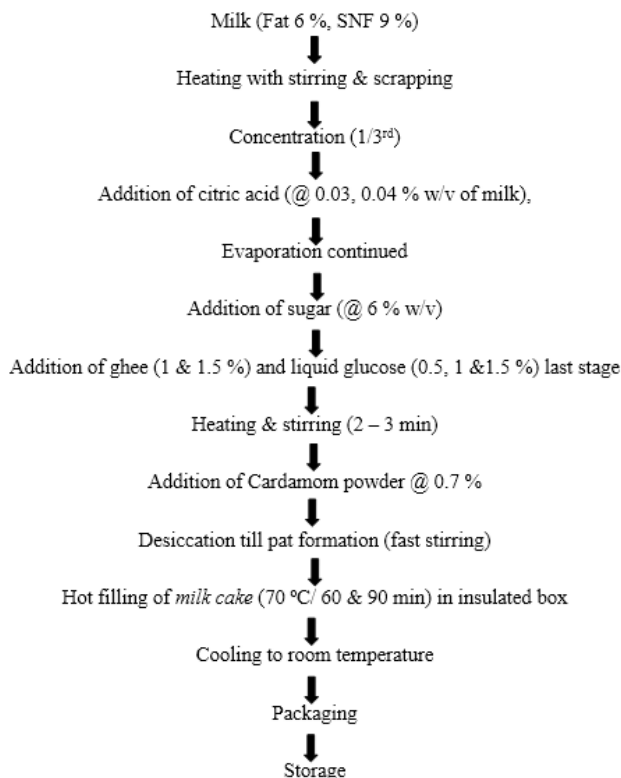 Milk (Fat 6 %, SNF 9 %)
Heating with stirring & scrapping
Concentration (1/3rd)
Addition of citric acid (@ 0.03, 0.04 % w/v of milk),
Evaporation continued
Addition of sugar (@ 6 % w/v)
Addition of ghee (1 & 1.5 %) and liquid glucose (0.5, 1 &1.5 %) last stage
Heating & stirring (2 – 3 min)
Addition of Cardamom powder @ 0.7 %
Desiccation till pat formation (fast stirring)
Hot filling of milk cake (70 ºC/ 60 & 90 min) in insulated box
Cooling to room temperature
Packaging
Storage